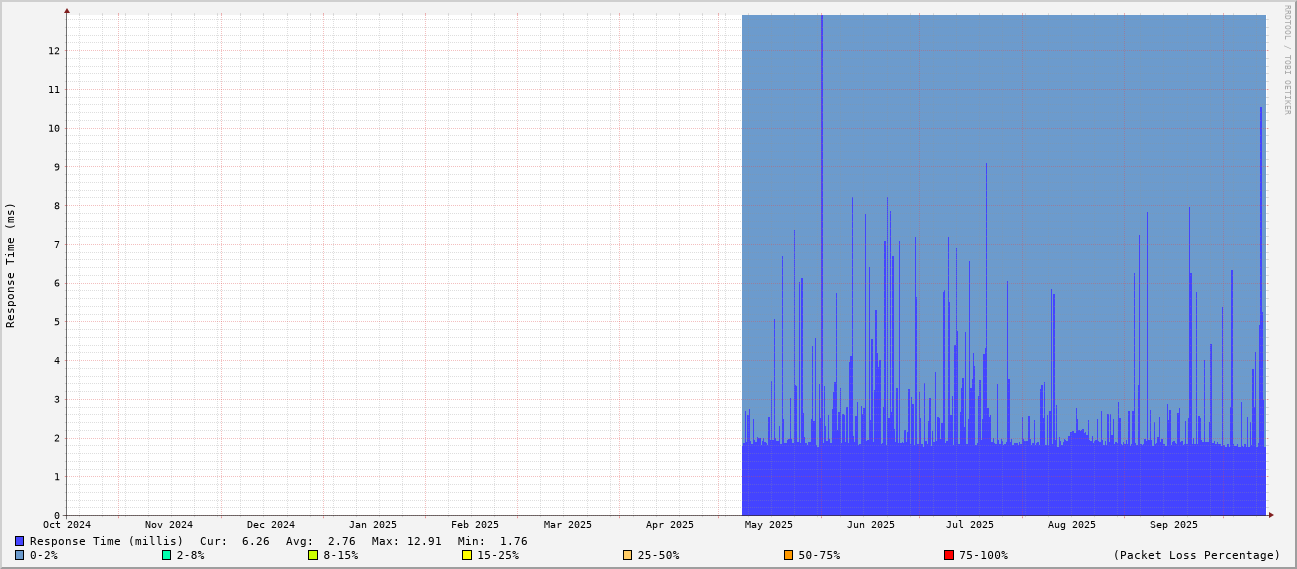 RRDTOOL / TOBI OETIKER
Response Time (ms)
12
11
10
9
8
7
6
5
4
3
2
1
0
Oct 2024 Nov 2024 Dec 2024 Jan 2025 Feb 2025 Mar 2025 Apr 2025 May 2025 Jun 2025 Jul 2025 Aug 2025 Sep 2025
Response Time (millis) Cur: 6.26 Avg: 2.76 Max: 12.91 Min: 1.76
0-2% 2-8% 8-15% 15-25% 25-50% 50-75% 75-100% (Packet Loss Percentage)